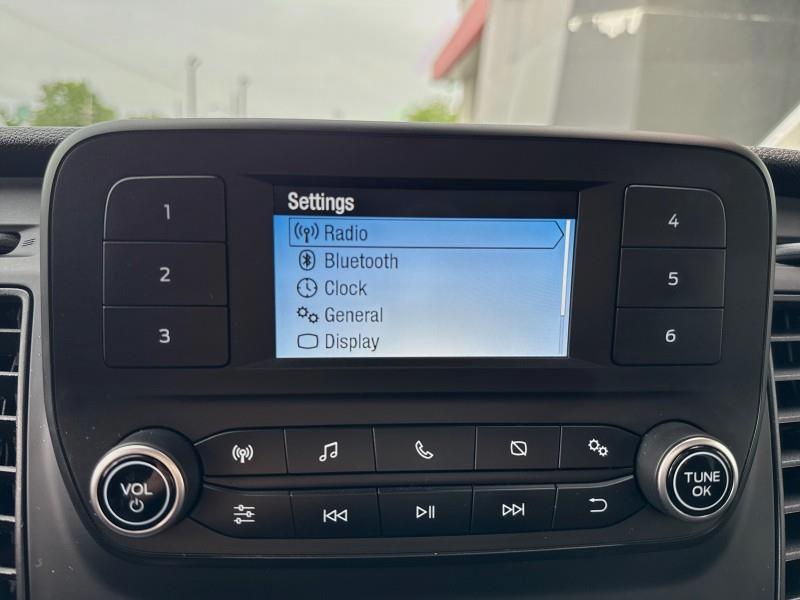 Settings
Radio
Bluetooth
Clock
General
Display
1
2
3
4
5
6
VOL
TUNE
OK